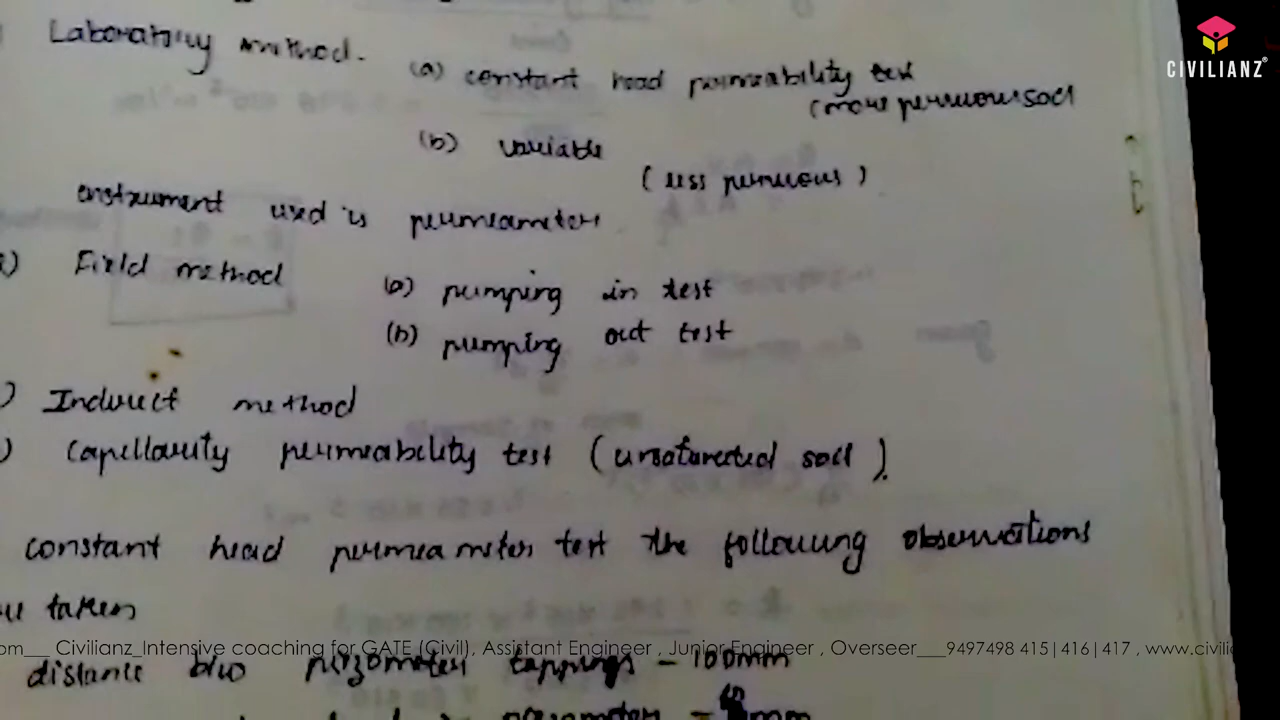 CIVILIANZ
Laboratory method.
(a) constant head permeability test
(more pervious soil
(b) variable
(less pervious)
instrument used is permeameter.
Field method
(a) pumping in test
(b) pumping out test
Indirect method
Capillarity permeability test (unsaturated soil).
constant head permeameter test the following observations
taken
om___ Civilianz_Intensive coaching for GATE (Civil), Assistant Engineer , Junior Engineer , Overseer___9497498 415|416|417 , www.civili
distance b/w piezometer tappings - 100mm